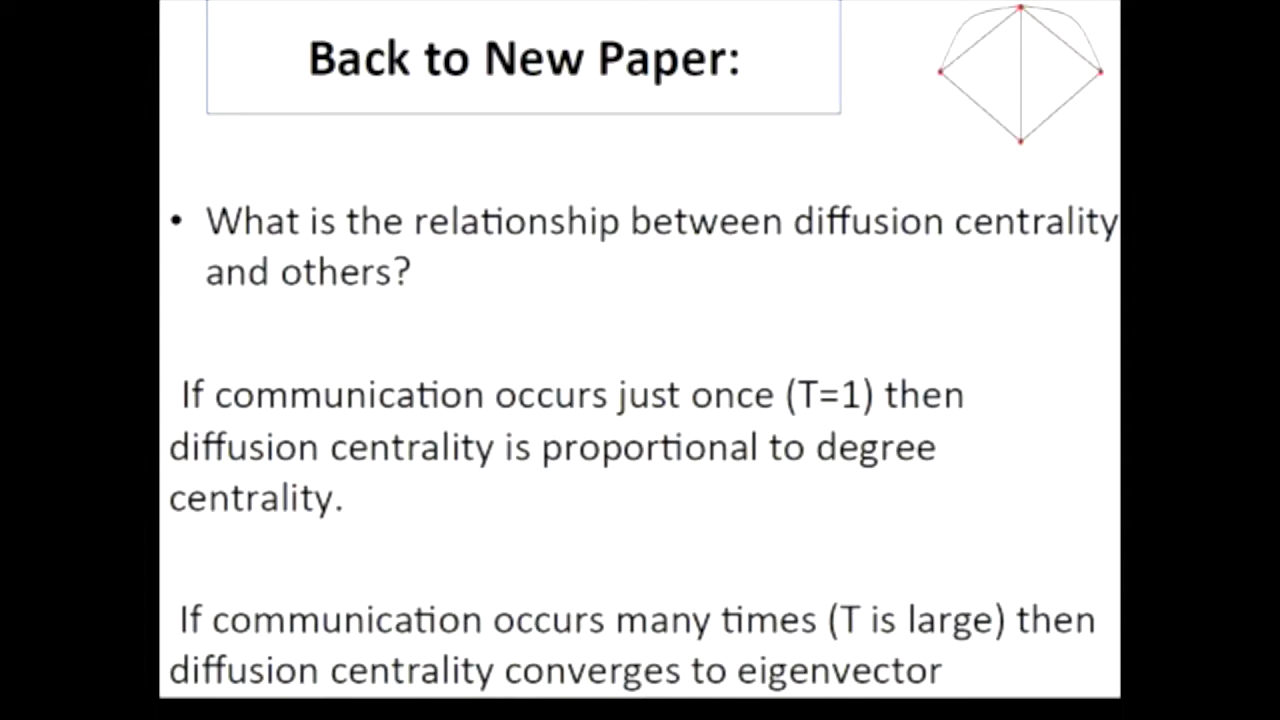 Back to New Paper:
• What is the relationship between diffusion centrality
and others?
If communication occurs just once (T=1) then
diffusion centrality is proportional to degree
centrality.
If communication occurs many times (T is large) then
diffusion centrality converges to eigenvector